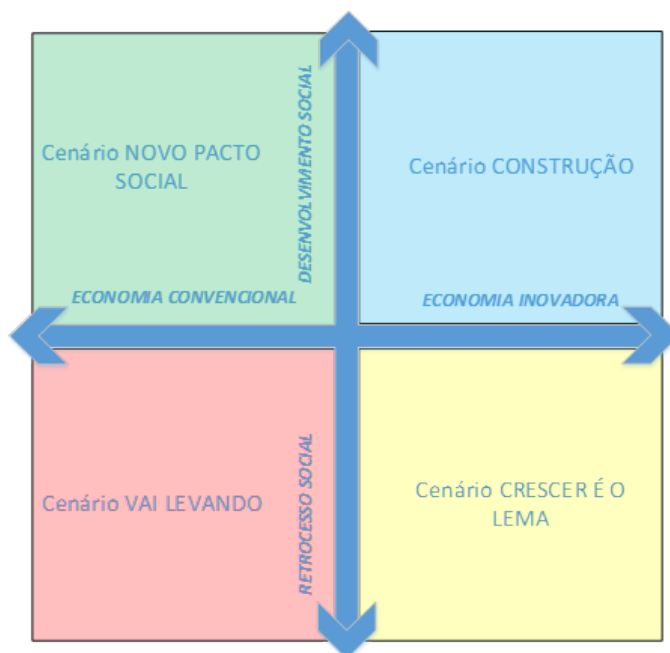 DESENVOLVIMENTO SOCIAL
Cenário NOVO PACTO
SOCIAL
Cenário CONSTRUÇÃO
ECONOMIA CONVENCIONAL
ECONOMIA INOVADORA
RETROCESSO SOCIAL
Cenário VAI LEVANDO
Cenário CRESCER É O
LEMA